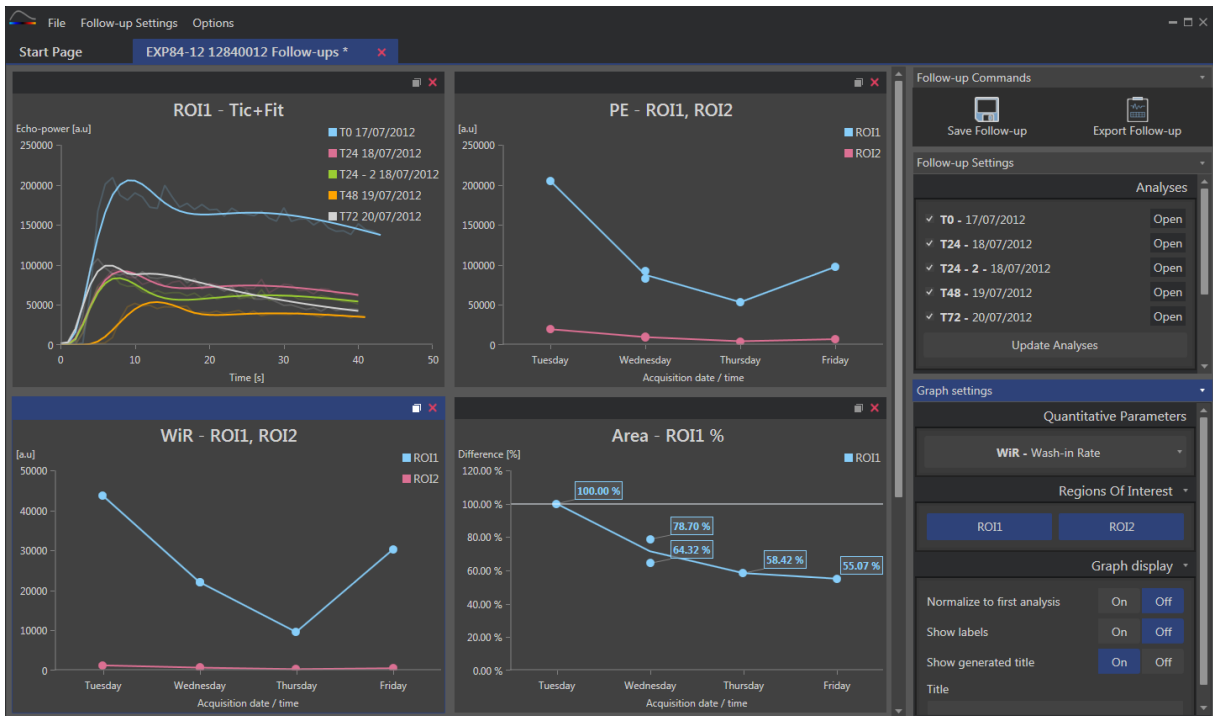 File Follow-up Settings Options
Start Page EXP84-12 12840012 Follow-ups *
ROI1 - Tic+Fit
Echo-power [a.u]
T0 17/07/2012
T24 18/07/2012
T24 - 2 18/07/2012
T48 19/07/2012
T72 20/07/2012
250000
200000
150000
100000
50000
0
0 10 20 30 40 50
Time [s]
PE - ROI1, ROI2
[a.u]
ROI1
ROI2
250000
200000
150000
100000
50000
0
Tuesday Wednesday Thursday Friday
Acquisition date / time
WiR - ROI1, ROI2
[a.u]
ROI1
ROI2
50000
40000
30000
20000
10000
0
Tuesday Wednesday Thursday Friday
Acquisition date / time
Area - ROI1 %
Difference [%]
ROI1
120.00 %
100.00 %
80.00 %
60.00 %
40.00 %
20.00 %
0.00 %
100.00 %
78.70 %
64.32 %
58.42 %
55.07 %
Tuesday Wednesday Thursday Friday
Acquisition date / time
Follow-up Commands
Save Follow-up Export Follow-up
Follow-up Settings
Analyses
T0 - 17/07/2012 Open
T24 - 18/07/2012 Open
T24 - 2 - 18/07/2012 Open
T48 - 19/07/2012 Open
T72 - 20/07/2012 Open
Update Analyses
Graph settings
Quantitative Parameters
WiR - Wash-in Rate
Regions Of Interest
ROI1 ROI2
Graph display
Normalize to first analysis On Off
Show labels On Off
Show generated title On Off
Title